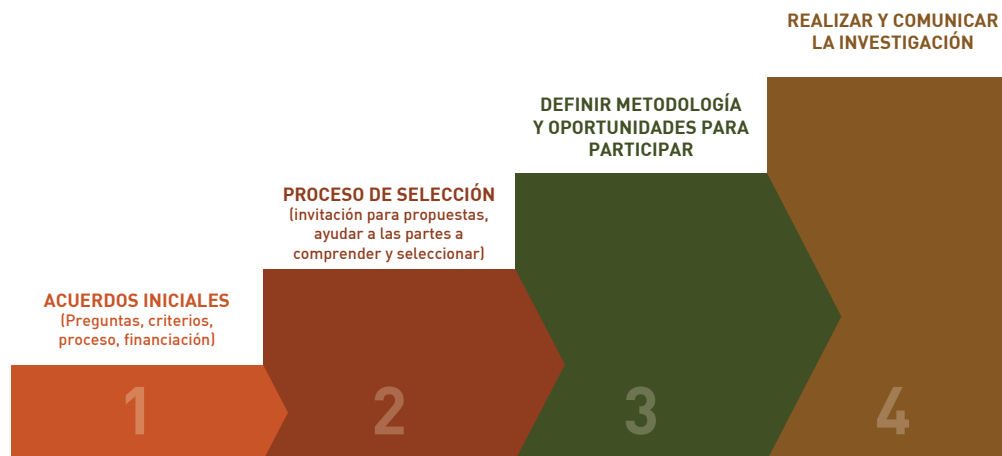 ACUERDOS INICIALES
(Preguntas, criterios,
proceso, financiación)
1
PROCESO DE SELECCIÓN
(invitación para propuestas,
ayudar a las partes a
comprender y seleccionar)
2
DEFINIR METODOLOGÍA
Y OPORTUNIDADES PARA
PARTICIPAR
3
REALIZAR Y COMUNICAR
LA INVESTIGACIÓN
4